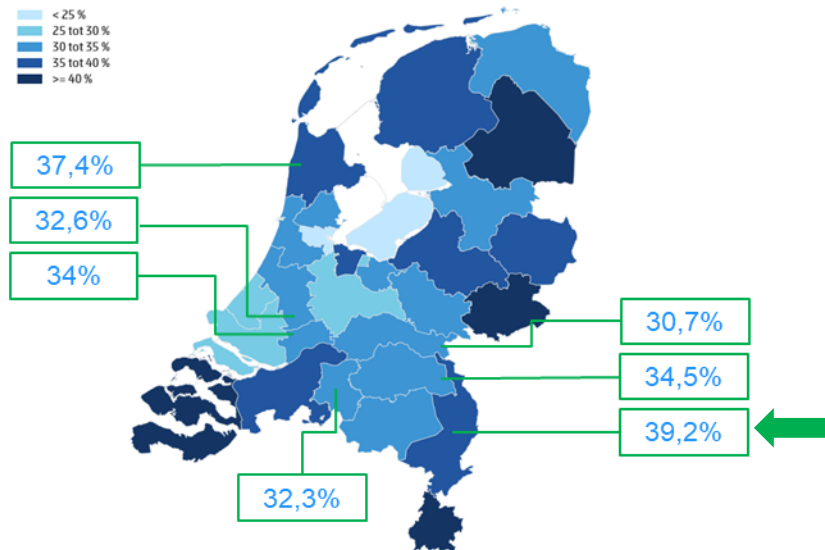 < 25 %
25 tot 30 %
30 tot 35 %
35 tot 40 %
>= 40 %
37,4%
32,6%
34%
30,7%
34,5%
39,2%
32,3%